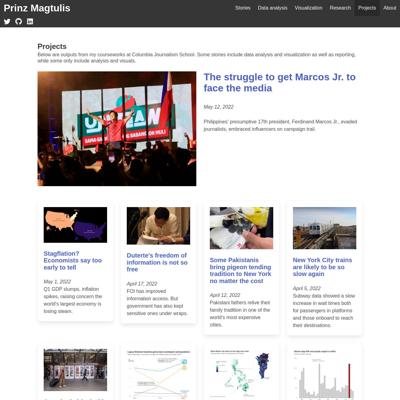 Prinz Magtulis
Stories Data analysis Visualization Research Projects About
Projects
Below are outputs from my courseworks at Columbia Journalism School. Some stories include data analysis and visualization as well as reporting,
while some only include analysis and visuals.
The struggle to get Marcos Jr. to
face the media
May 12, 2022
Philippines' presumptive 17th president, Ferdinand Marcos Jr., evaded
journalists, embraced influencers on campaign trail.
Stagflation?
Economists say too
early to tell
May 1, 2022
Q1 GDP slumps, inflation
spikes, raising concern the
world's largest economy is
losing steam.
Duterte's freedom of
information is not so
free
April 17, 2022
FOI has improved
information access. But
government has also kept
sensitive ones under wraps.
Some Pakistanis
bring pigeon tending
tradition to New York
no matter the cost
April 12, 2022
Pakistani fathers relive their
family tradition in one of the
world's most expensive
cities.
New York City trains
are likely to be so
slow again
April 5, 2022
Subway data showed a slow
increase in wait times both
for passengers in platforms
and those onboard to reach
their destinations.